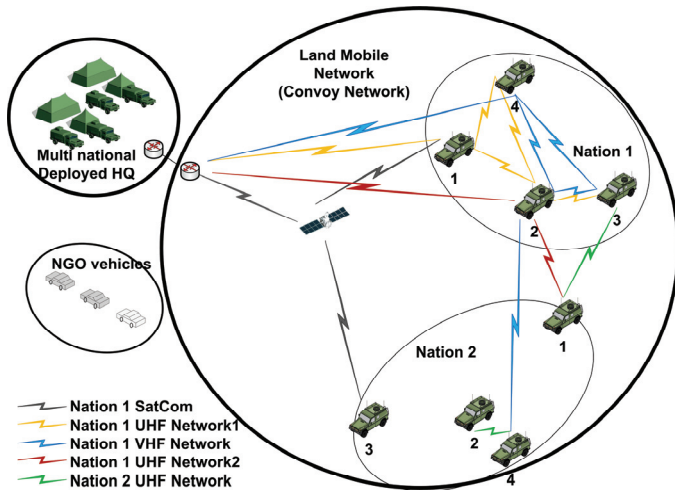 Land Mobile
Network
(Convoy Network)
Multi national
Deployed HQ
4
Nation 1
1
2
3
NGO vehicles
1
Nation 2
3
2
4
Nation 1 SatCom
Nation 1 UHF Network1
Nation 1 VHF Network
Nation 1 UHF Network2
Nation 2 UHF Network